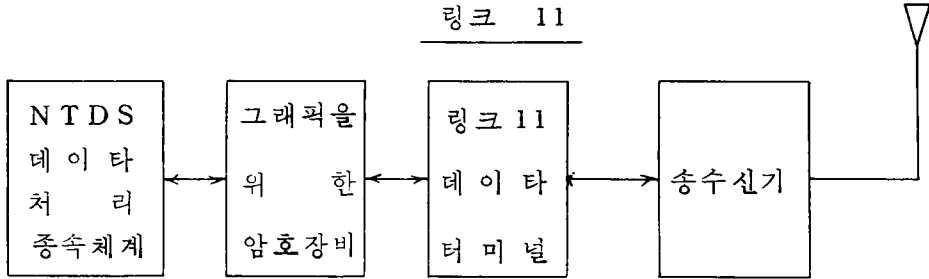 링크 11
NTDS
데이타
처리
종속체계
그래픽을
위한
암호장비
링크 11
데이타
터미널
송수신기